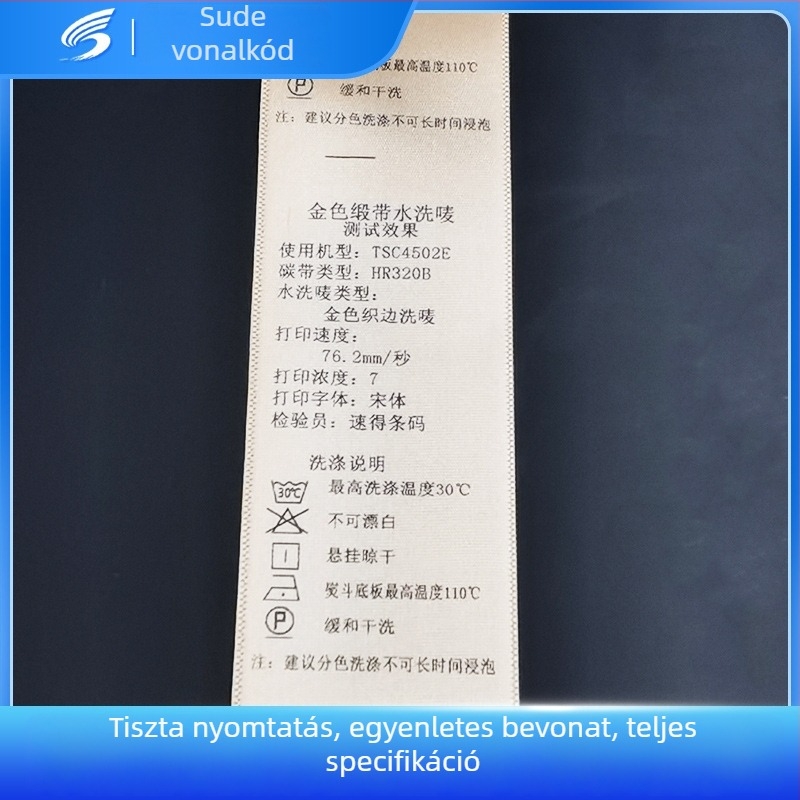 Sude
vonalkód
板最高温度110℃
P 缓和干洗
注：建议分色洗涤不可长时间浸泡
金色缎带水洗唛
测试效果
使用机型：TSC4502E
碳带类型：HR320B
水洗唛类型：
金色织边洗唛
打印速度：
76.2mm/秒
打印浓度：7
打印字体：宋体
检验员：速得条码
洗涤说明
30℃ 最高洗涤温度30℃
不可漂白
悬挂晾干
熨斗底板最高温度110℃
P 缓和干洗
注：建议分色洗涤不可长时间浸泡
Tiszta nyomtatás, egyenletes bevonat, teljes
specifikáció